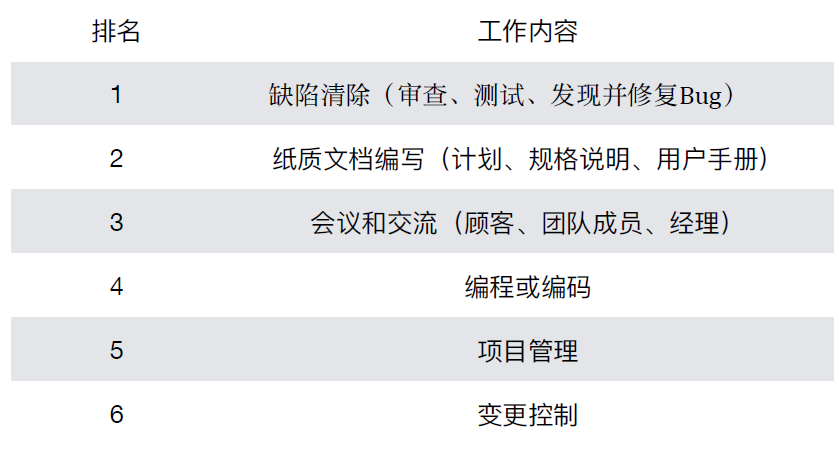 排名 工作内容
1 缺陷清除（审查、测试、发现并修复Bug）
2 纸质文档编写（计划、规格说明、用户手册）
3 会议和交流（顾客、团队成员、经理）
4 编程或编码
5 项目管理
6 变更控制